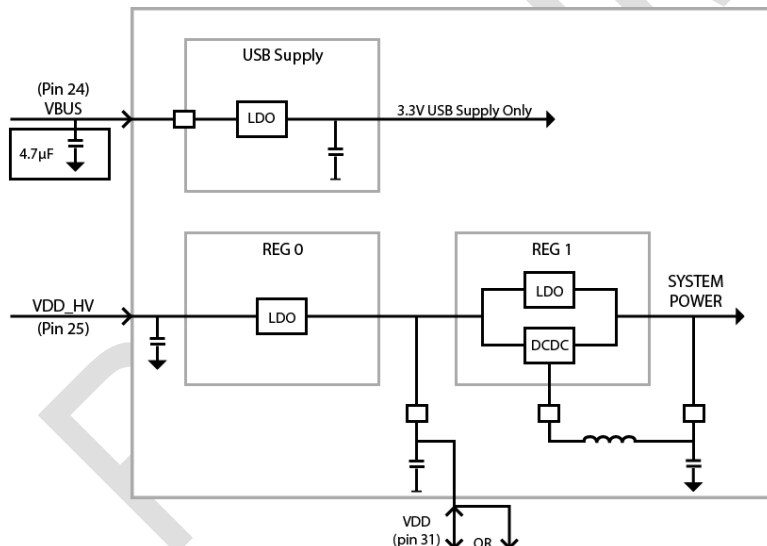 USB Supply
(Pin 24)
VBUS
LDO
3.3V USB Supply Only
4.7µF
REG 0
REG 1
VDD_HV
(Pin 25)
LDO
LDO
DCDC
SYSTEM
POWER
VDD
(pin 31)
OR